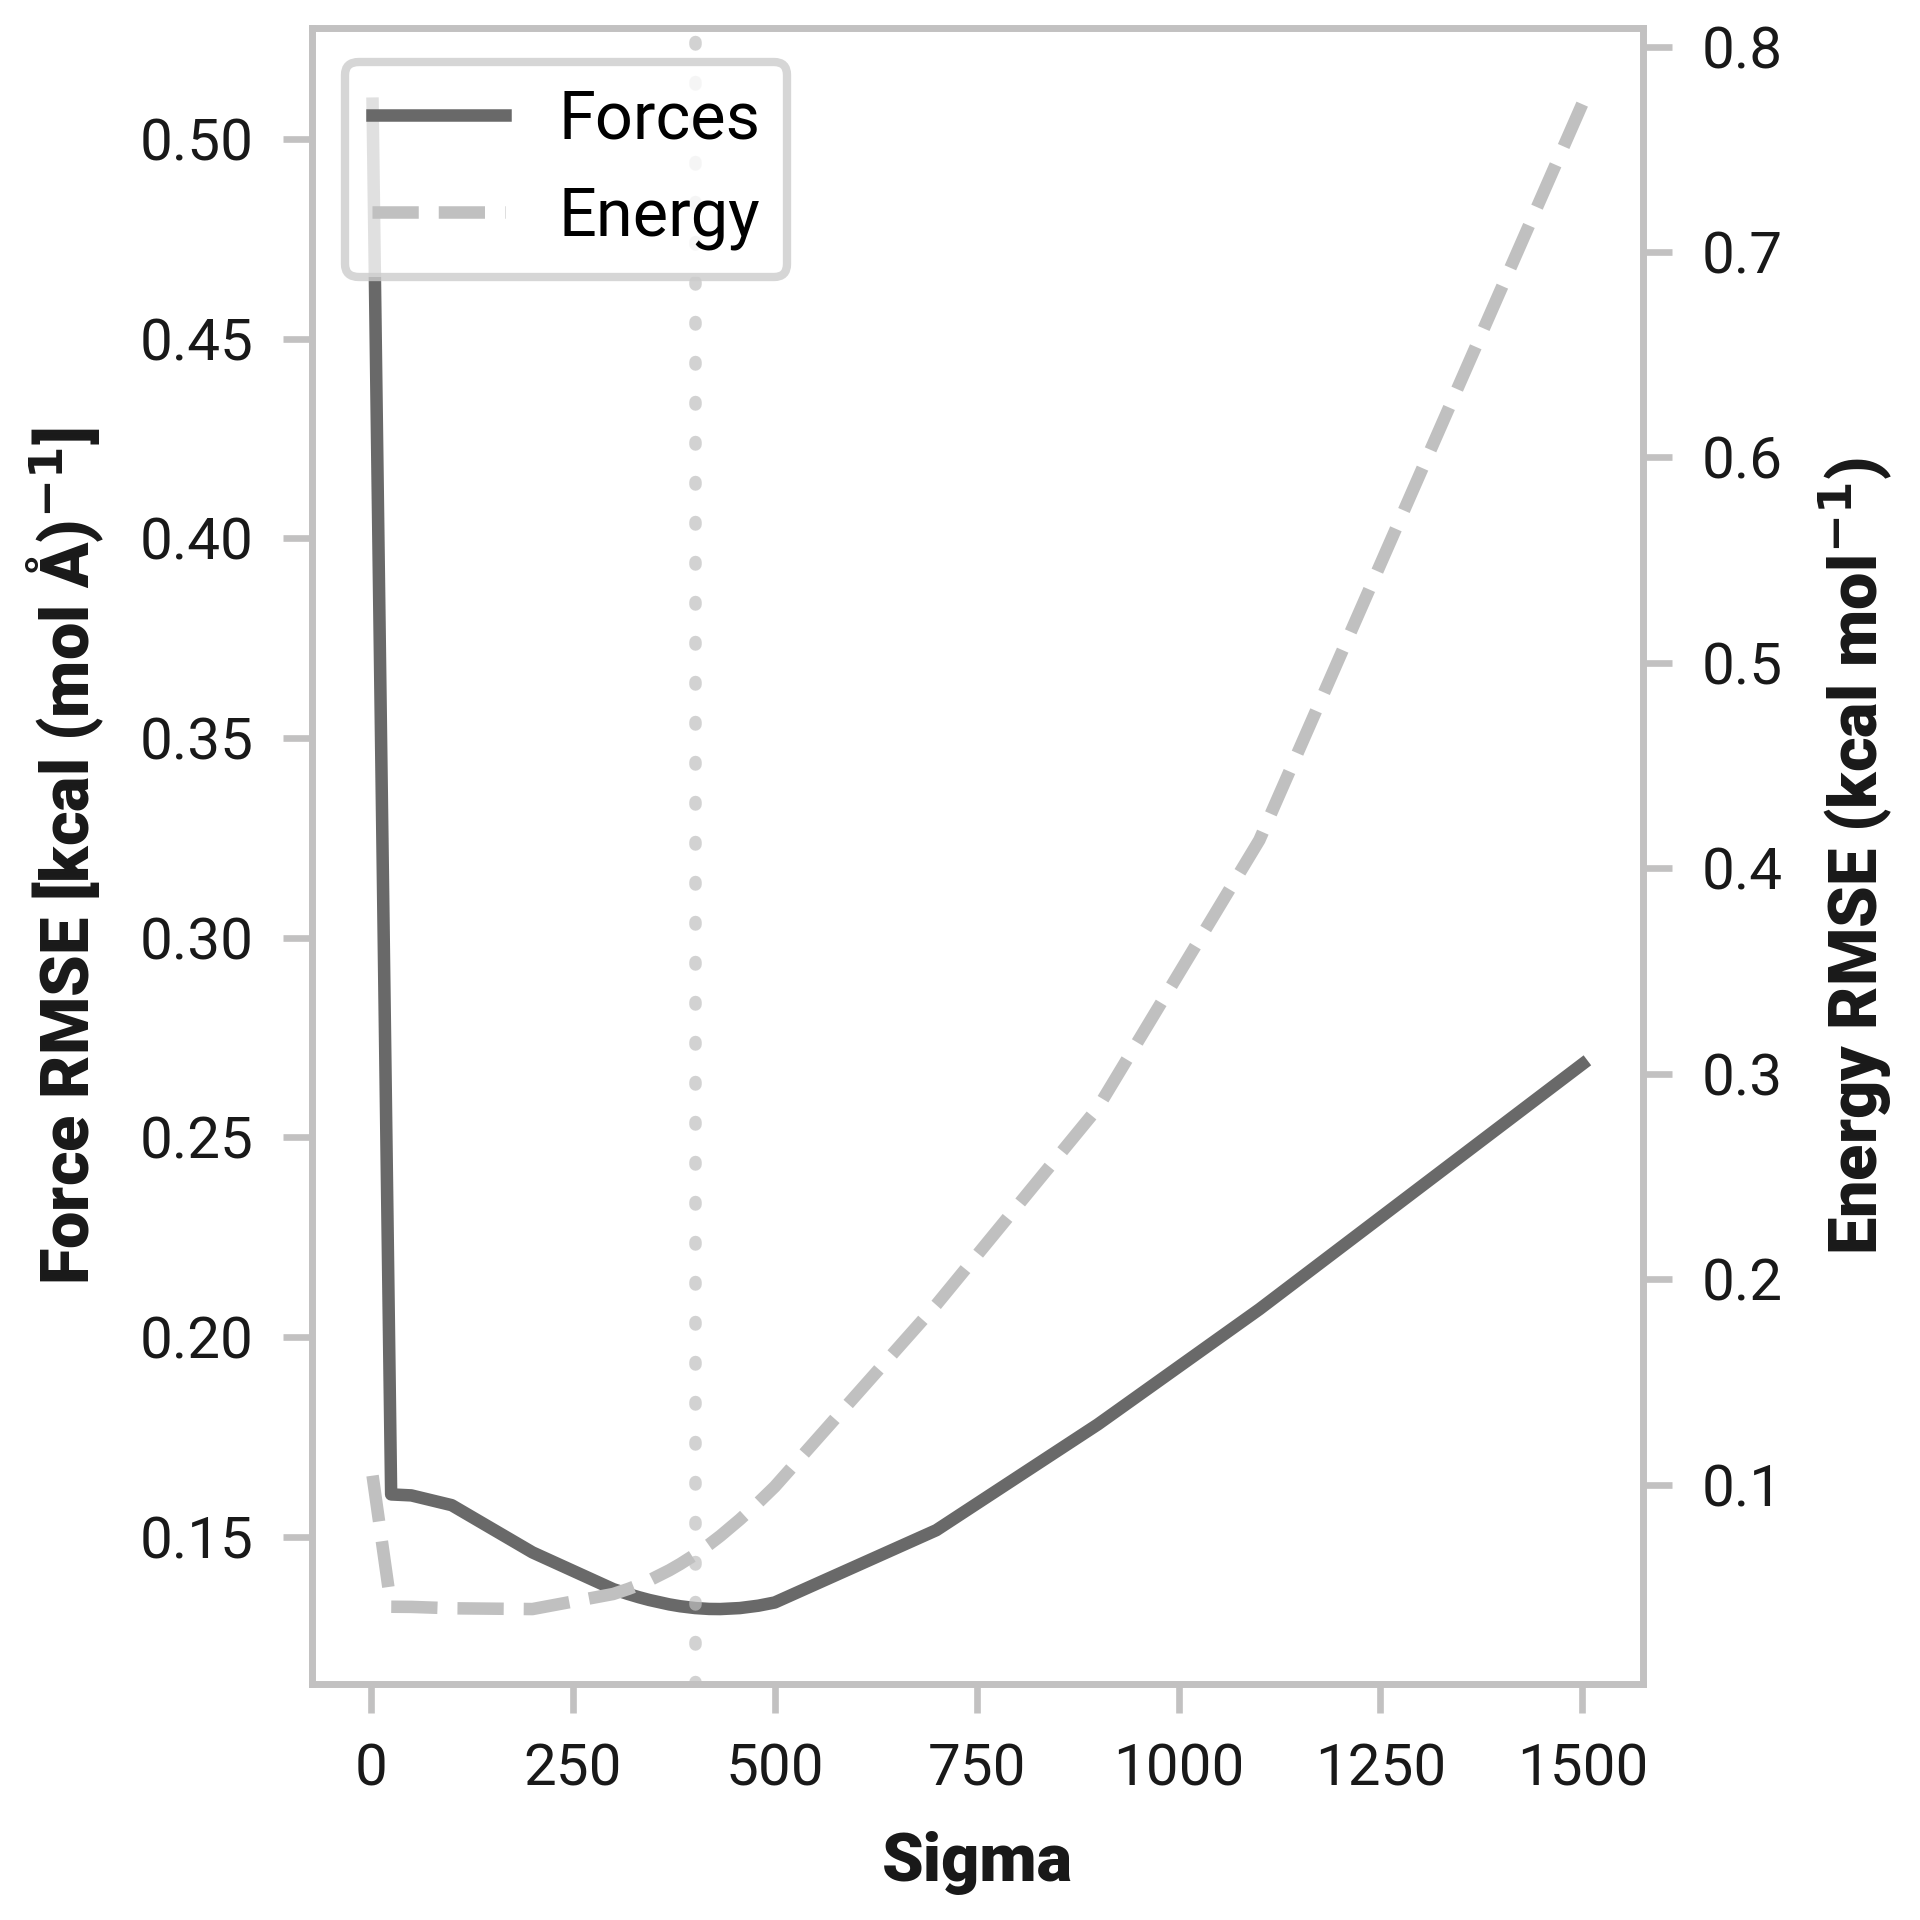 Forces
Energy
0.50
0.45
0.40
0.35
0.30
0.25
0.20
0.15
Force RMSE [kcal (mol Å)⁻¹]
0.8
0.7
0.6
0.5
0.4
0.3
0.2
0.1
Energy RMSE (kcal mol⁻¹)
0 250 500 750 1000 1250 1500
Sigma